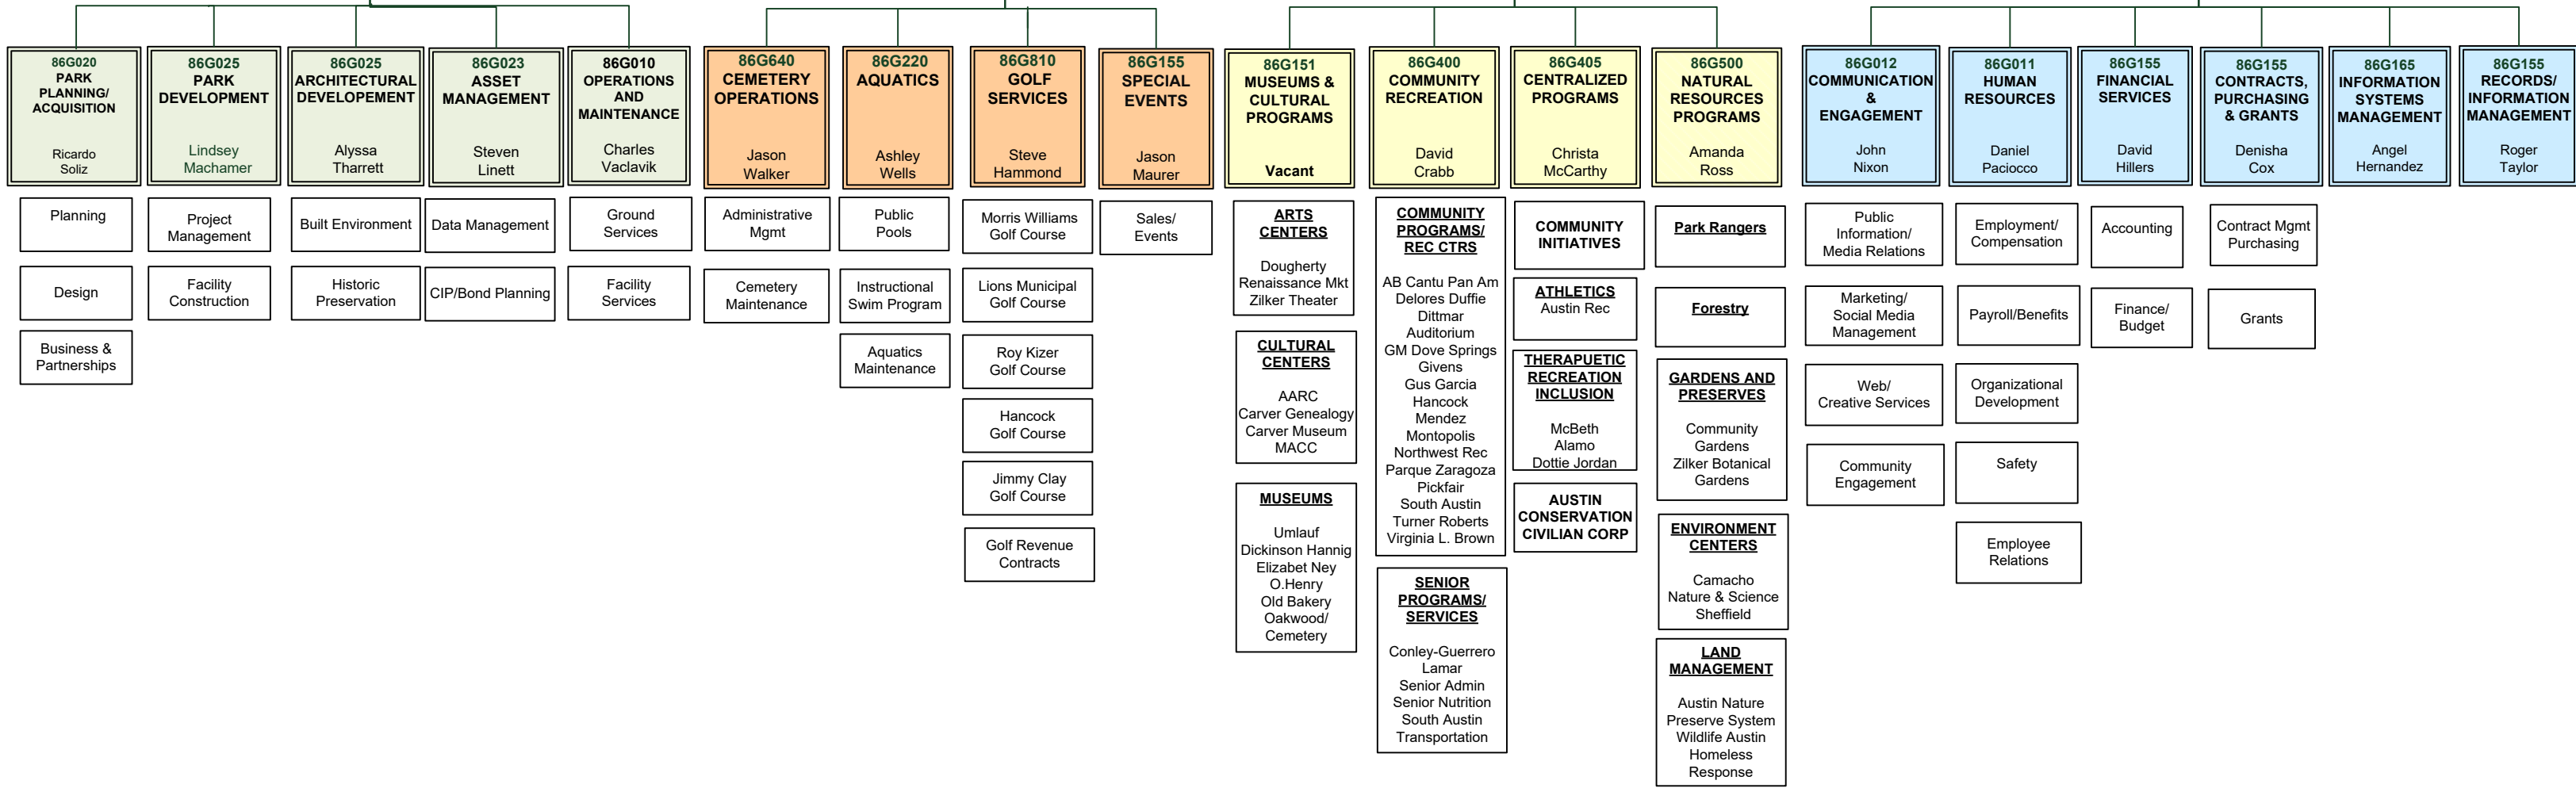 86G020
PARK
PLANNING/
ACQUISITION
Ricardo
Soliz
Planning
Design
Business &
Partnerships
86G025
PARK
DEVELOPMENT
Lindsey
Machamer
Project
Management
Facility
Construction
86G025
ARCHITECTURAL
DEVELOPEMENT
Alyssa
Tharrett
Built Environment
Historic
Preservation
86G023
ASSET
MANAGEMENT
Steven
Linett
Data Management
CIP/Bond Planning
86G010
OPERATIONS
AND
MAINTENANCE
Charles
Vaclavik
Ground
Services
Facility
Services
86G640
CEMETERY
OPERATIONS
Jason
Walker
Administrative
Mgmt
Cemetery
Maintenance
86G220
AQUATICS
Ashley
Wells
Public
Pools
Instructional
Swim Program
Aquatics
Maintenance
86G810
GOLF
SERVICES
Steve
Hammond
Morris Williams
Golf Course
Lions Municipal
Golf Course
Roy Kizer
Golf Course
Hancock
Golf Course
Jimmy Clay
Golf Course
Golf Revenue
Contracts
86G155
SPECIAL
EVENTS
Jason
Maurer
Sales/
Events
86G151
MUSEUMS &
CULTURAL
PROGRAMS
Vacant
ARTS
CENTERS
Dougherty
Renaissance Mkt
Zilker Theater
CULTURAL
CENTERS
AARC
Carver Genealogy
Carver Museum
MACC
MUSEUMS
Umlauf
Dickinson Hannig
Elizabet Ney
O.Henry
Old Bakery
Oakwood/
Cemetery
86G400
COMMUNITY
RECREATION
David
Crabb
COMMUNITY
PROGRAMS/
REC CTRS
AB Cantu Pan Am
Delores Duffie
Dittmar
Auditorium
GM Dove Springs
Givens
Gus Garcia
Hancock
Mendez
Montopolis
Northwest Rec
Parque Zaragoza
Pickfair
South Austin
Turner Roberts
Virginia L. Brown
SENIOR
PROGRAMS/
SERVICES
Conley-Guerrero
Lamar
Senior Admin
Senior Nutrition
South Austin
Transportation
86G405
CENTRALIZED
PROGRAMS
Christa
McCarthy
COMMUNITY
INITIATIVES
ATHLETICS
Austin Rec
THERAPUETIC
RECREATION
INCLUSION
McBeth
Alamo
Dottie Jordan
AUSTIN
CONSERVATION
CIVILIAN CORP
86G500
NATURAL
RESOURCES
PROGRAMS
Amanda
Ross
Park Rangers
Forestry
GARDENS AND
PRESERVES
Community
Gardens
Zilker Botanical
Gardens
ENVIRONMENT
CENTERS
Camacho
Nature & Science
Sheffield
LAND
MANAGEMENT
Austin Nature
Preserve System
Wildlife Austin
Homeless
Response
86G012
COMMUNICATION
&
ENGAGEMENT
John
Nixon
Public
Information/
Media Relations
Marketing/
Social Media
Management
Web/
Creative Services
Community
Engagement
86G011
HUMAN
RESOURCES
Daniel
Paciocco
Employment/
Compensation
Payroll/Benefits
Organizational
Development
Safety
Employee
Relations
86G155
FINANCIAL
SERVICES
David
Hillers
Accounting
Finance/
Budget
86G155
CONTRACTS,
PURCHASING
& GRANTS
Denisha
Cox
Contract Mgmt
Purchasing
Grants
86G165
INFORMATION
SYSTEMS
MANAGEMENT
Angel
Hernandez
86G155
RECORDS/
INFORMATION
MANAGEMENT
Roger
Taylor